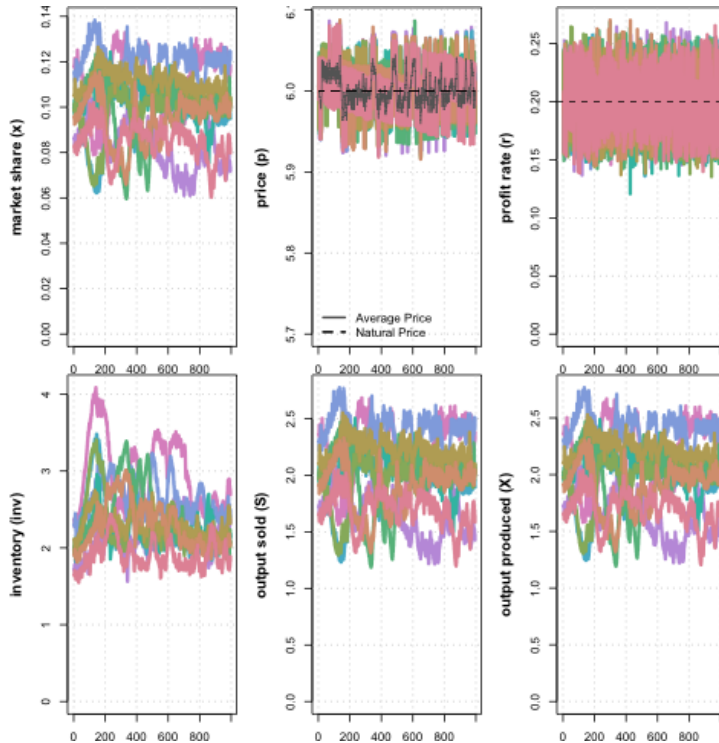 market share (x)
0.00 0.02 0.04 0.06 0.08 0.10 0.12 0.14
0 200 400 600 800
price (p)
5.7 5.8 5.9 6.0 6.1
Average Price
Natural Price
0 200 400 600 800
profit rate (r)
0.00 0.05 0.10 0.15 0.20 0.25
0 200 400 600 800
inventory (inv)
0 1 2 3 4
0 200 400 600 800
output sold (S)
0.0 0.5 1.0 1.5 2.0 2.5
0 200 400 600 800
output produced (X)
0.0 0.5 1.0 1.5 2.0 2.5
0 200 400 600 800